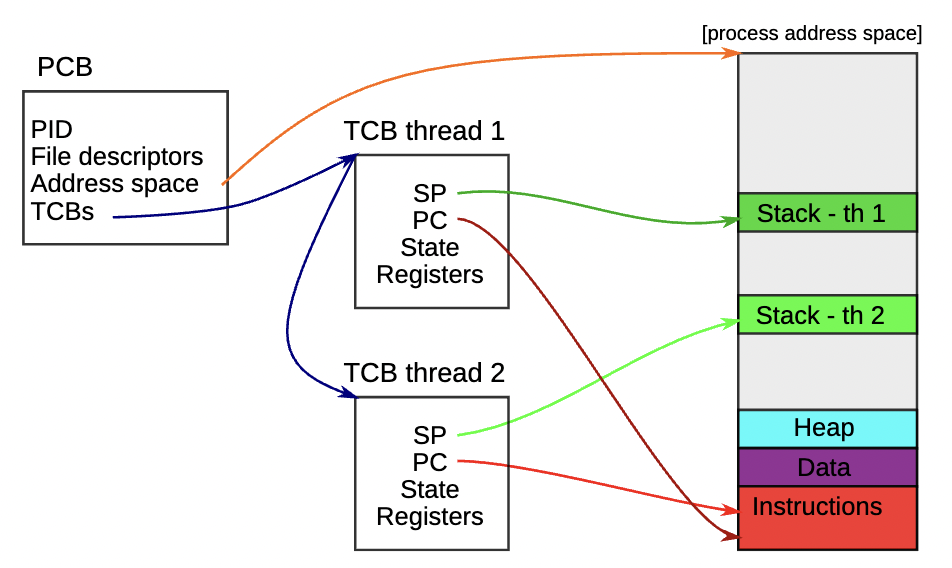 [process address space]
PCB
PID
File descriptors
Address space
TCBs
TCB thread 1
SP
PC
State
Registers
TCB thread 2
SP
PC
State
Registers
Stack - th 1
Stack - th 2
Heap
Data
Instructions